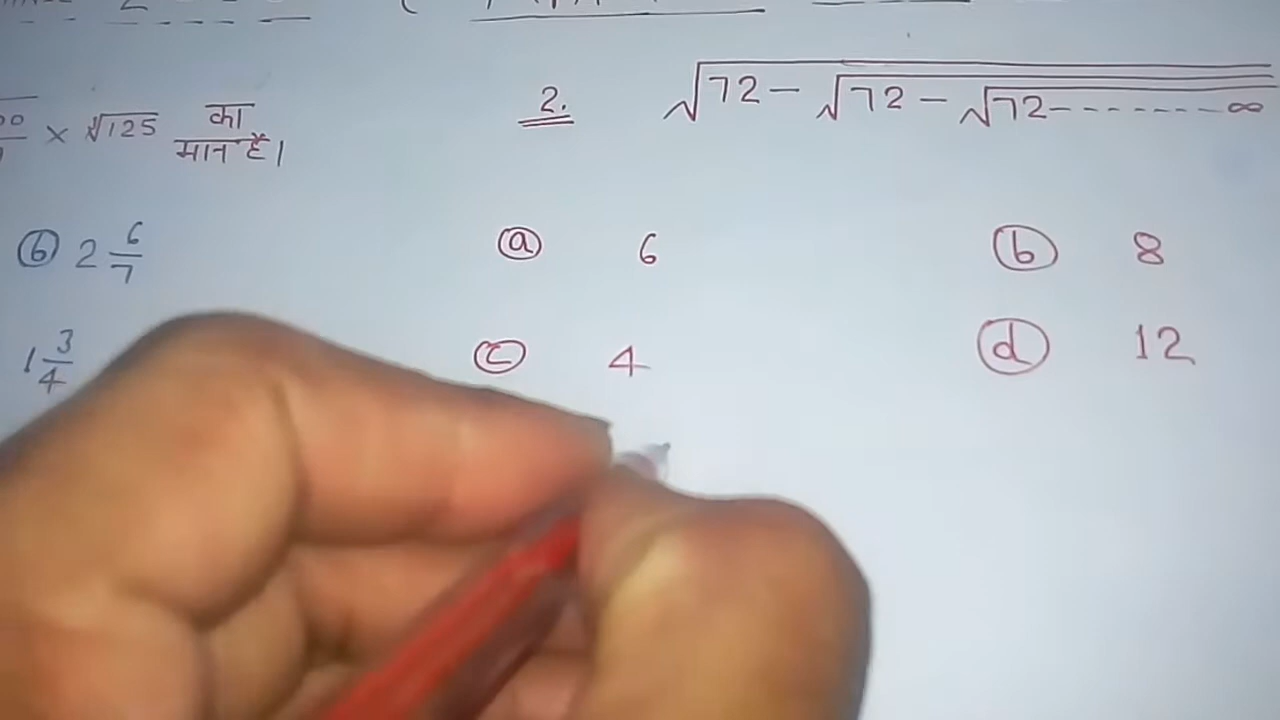 × ∛125 का
मान है।
ⓑ 2 6/7
1 3/4
2. √72 - √72 - √72 - - - - - - - - ∞
ⓐ 6 ⓑ 8
ⓒ 4 ⓓ 12